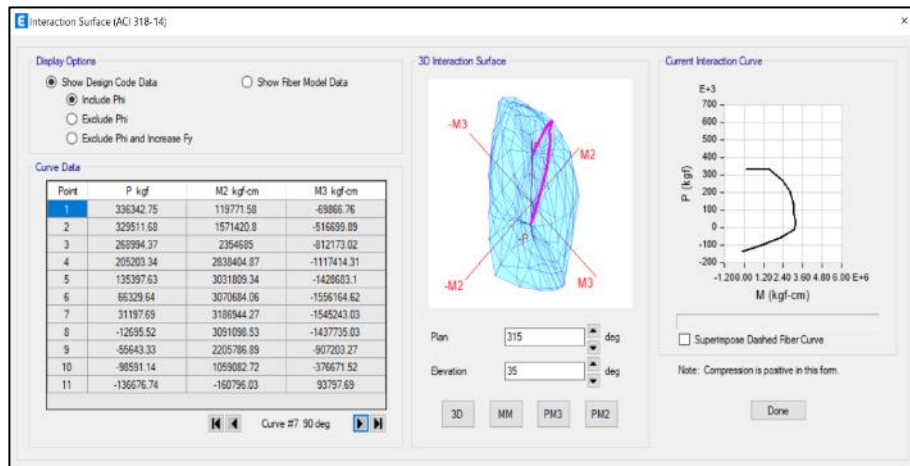 E Interaction Surface (ACI 318-14) ×
Display Options
Show Design Code Data Show Fiber Model Data
Include Phi
Exclude Phi
Exclude Phi and Increase Fy
Curve Data
Point P kgf M2 kgf-cm M3 kgf-cm
1 336342.75 119771.58 -69866.76
2 329511.68 1571420.8 -516699.89
3 268994.37 2354685 -812173.02
4 205203.34 2838404.87 -1117414.31
5 135397.63 3031809.34 -1428683.1
6 66329.64 3070684.06 -1556164.62
7 31197.69 3186944.27 -1545243.03
8 -12695.52 3091098.53 -1437735.03
9 -55643.33 2205786.89 -907203.27
10 -98591.14 1059082.72 -376671.52
11 -136676.74 -160796.03 93797.69
Curve #7 90 deg
3D Interaction Surface
-M3
M2
-P
-M2
M3
Plan 315 deg
Elevation 35 deg
3D MM PM3 PM2
Current Interaction Curve
E+3
700
600
500
400
300
200
100
0
-100
-200
P (kgf)
-1.20 0.00 1.20 2.40 3.60 4.80 6.00 E+6
M (kgf-cm)
Superimpose Dashed Fiber Curve
Note: Compression is positive in this form.
Done